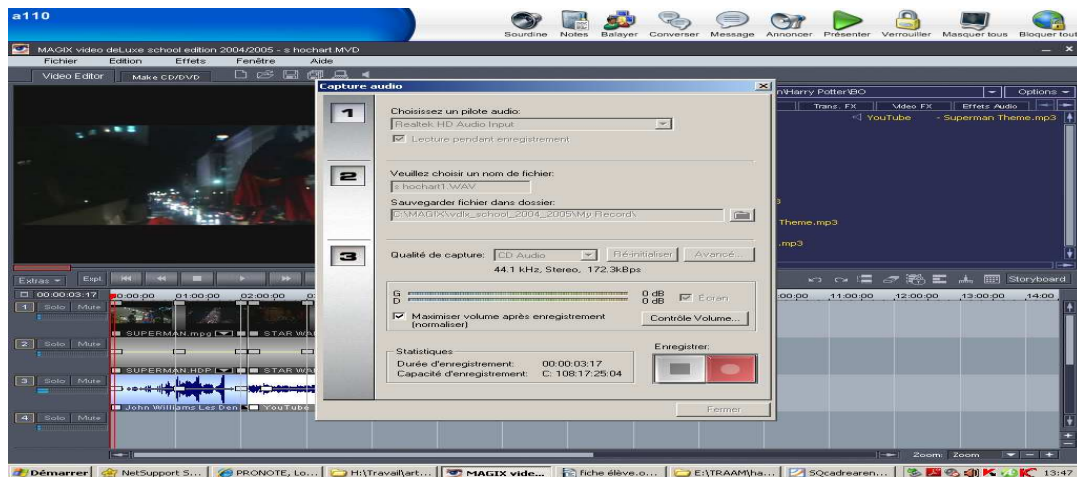 a110
Sourdine Notes Balayer Converser Message Annoncer Présenter Verrouiller Masquer tous Bloquer tout
MAGIX video deLuxe school edition 2004/2005 - s hochart.MVD
Fichier Edition Effets Fenêtre Aide
Video Editor Make CD/DVD
Capture audio
n\Harry Potter\BO Options
Trans. FX Video FX Effets Audio
YouTube - Superman Theme.mp3
Theme.mp3
.mp3
1
Choisissez un pilote audio:
Realtek HD Audio Input
Lecture pendant enregistrement
2
Veuillez choisir un nom de fichier:
s hochart1.WAV
Sauvegarder fichier dans dossier:
C:\MAGIX\vdlx_school_2004_2005\My Record\
3
Qualité de capture: CD Audio Réinitialiser Avancé...
44.1 kHz, Stereo, 172.3kBps
G 0 dB
D 0 dB
Écran
Maximiser volume après enregistrement
(normaliser)
Contrôle Volume...
Statistiques
Durée d'enregistrement: 00:00:03:17
Capacité d'enregistrement: C: 108:17:25:04
Enregistrer:
Fermer
Extras Expl
Storyboard
00:00:03:17 00:00:00 01:00:00 02:00:00 00:00 11:00:00 12:00:00 13:00:00 14:00
1 Solo Mute
SUPERMAN.mpg STAR WA
2 Solo Mute
SUPERMAN.HDP STAR WA
3 Solo Mute
John Williams Les Den YouTube
4 Solo Mute
Zoom: Zoom
Démarrer NetSupport S... PRONOTE, Lo... H:\Travail\art... MAGIX vide... fiche élève.o... E:\TRAAM\ha... SQcadrearen... 13:47